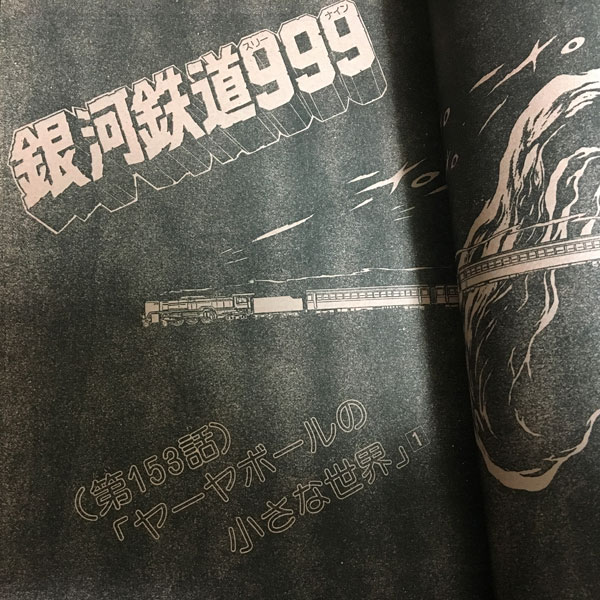 銀河鉄道999
スリー ナイン
(第153話)
「ヤーヤボールの
小さな世界」1